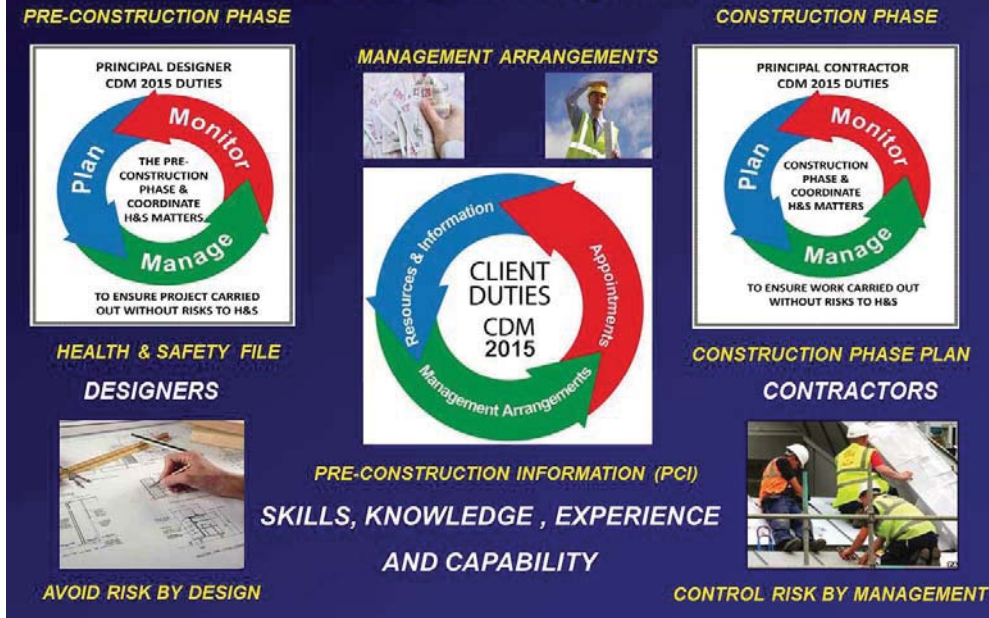 PRE-CONSTRUCTION PHASE
PRINCIPAL DESIGNER
CDM 2015 DUTIES
Plan
Monitor
Manage
THE PRE-
CONSTRUCTION
PHASE &
COORDINATE
H&S MATTERS
TO ENSURE PROJECT CARRIED
OUT WITHOUT RISKS TO H&S
HEALTH & SAFETY FILE
DESIGNERS
AVOID RISK BY DESIGN
MANAGEMENT ARRANGEMENTS
Resources & Information
Appointments
Management Arrangements
CLIENT
DUTIES
CDM
2015
PRE-CONSTRUCTION INFORMATION (PCI)
SKILLS, KNOWLEDGE , EXPERIENCE
AND CAPABILITY
CONSTRUCTION PHASE
PRINCIPAL CONTRACTOR
CDM 2015 DUTIES
Plan
Monitor
Manage
CONSTRUCTION
PHASE &
COORDINATE
H&S MATTERS
TO ENSURE WORK CARRIED OUT
WITHOUT RISKS TO H&S
CONSTRUCTION PHASE PLAN
CONTRACTORS
CONTROL RISK BY MANAGEMENT